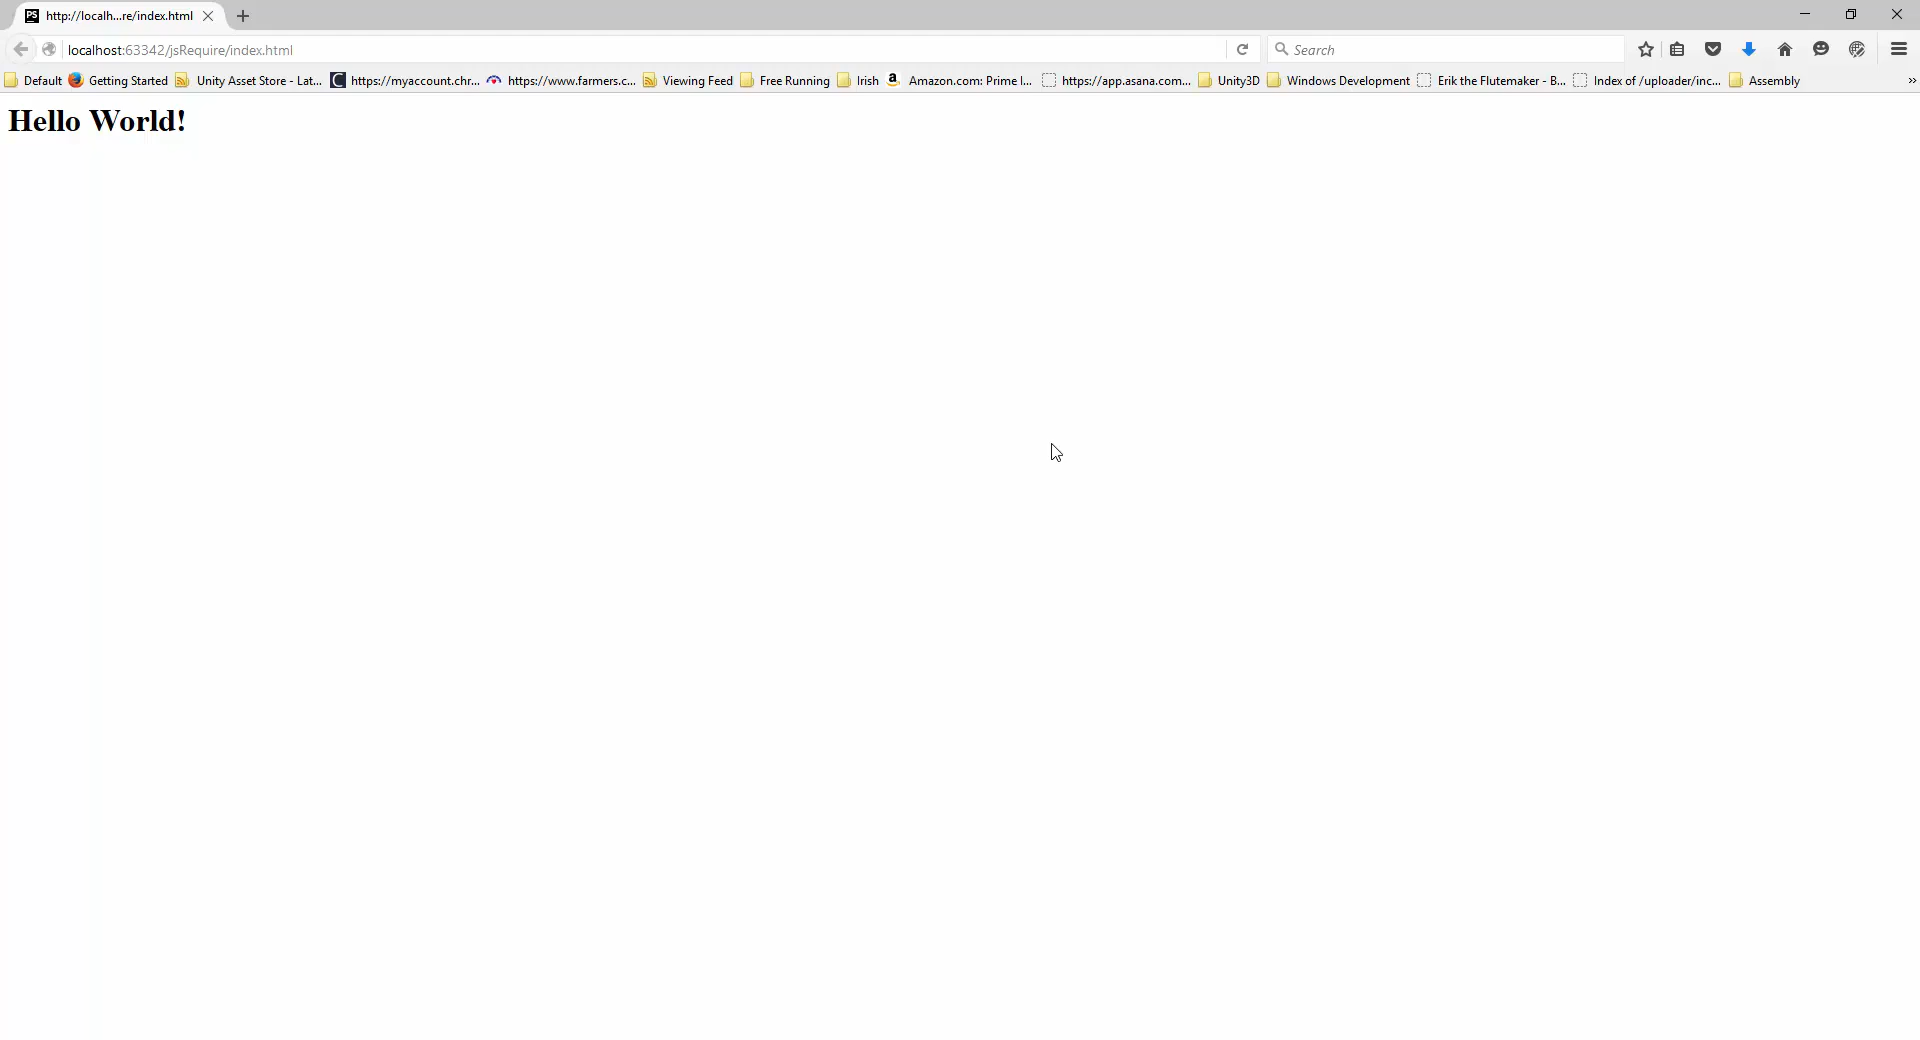 PS http://localh...re/index.html
localhost:63342/jsRequire/index.html Search
Default Getting Started Unity Asset Store - Lat... https://myaccount.chr... https://www.farmers.c... Viewing Feed Free Running Irish a Amazon.com: Prime I... https://app.asana.com... Unity3D Windows Development Erik the Flutemaker - B... Index of /uploader/inc... Assembly »
Hello World!